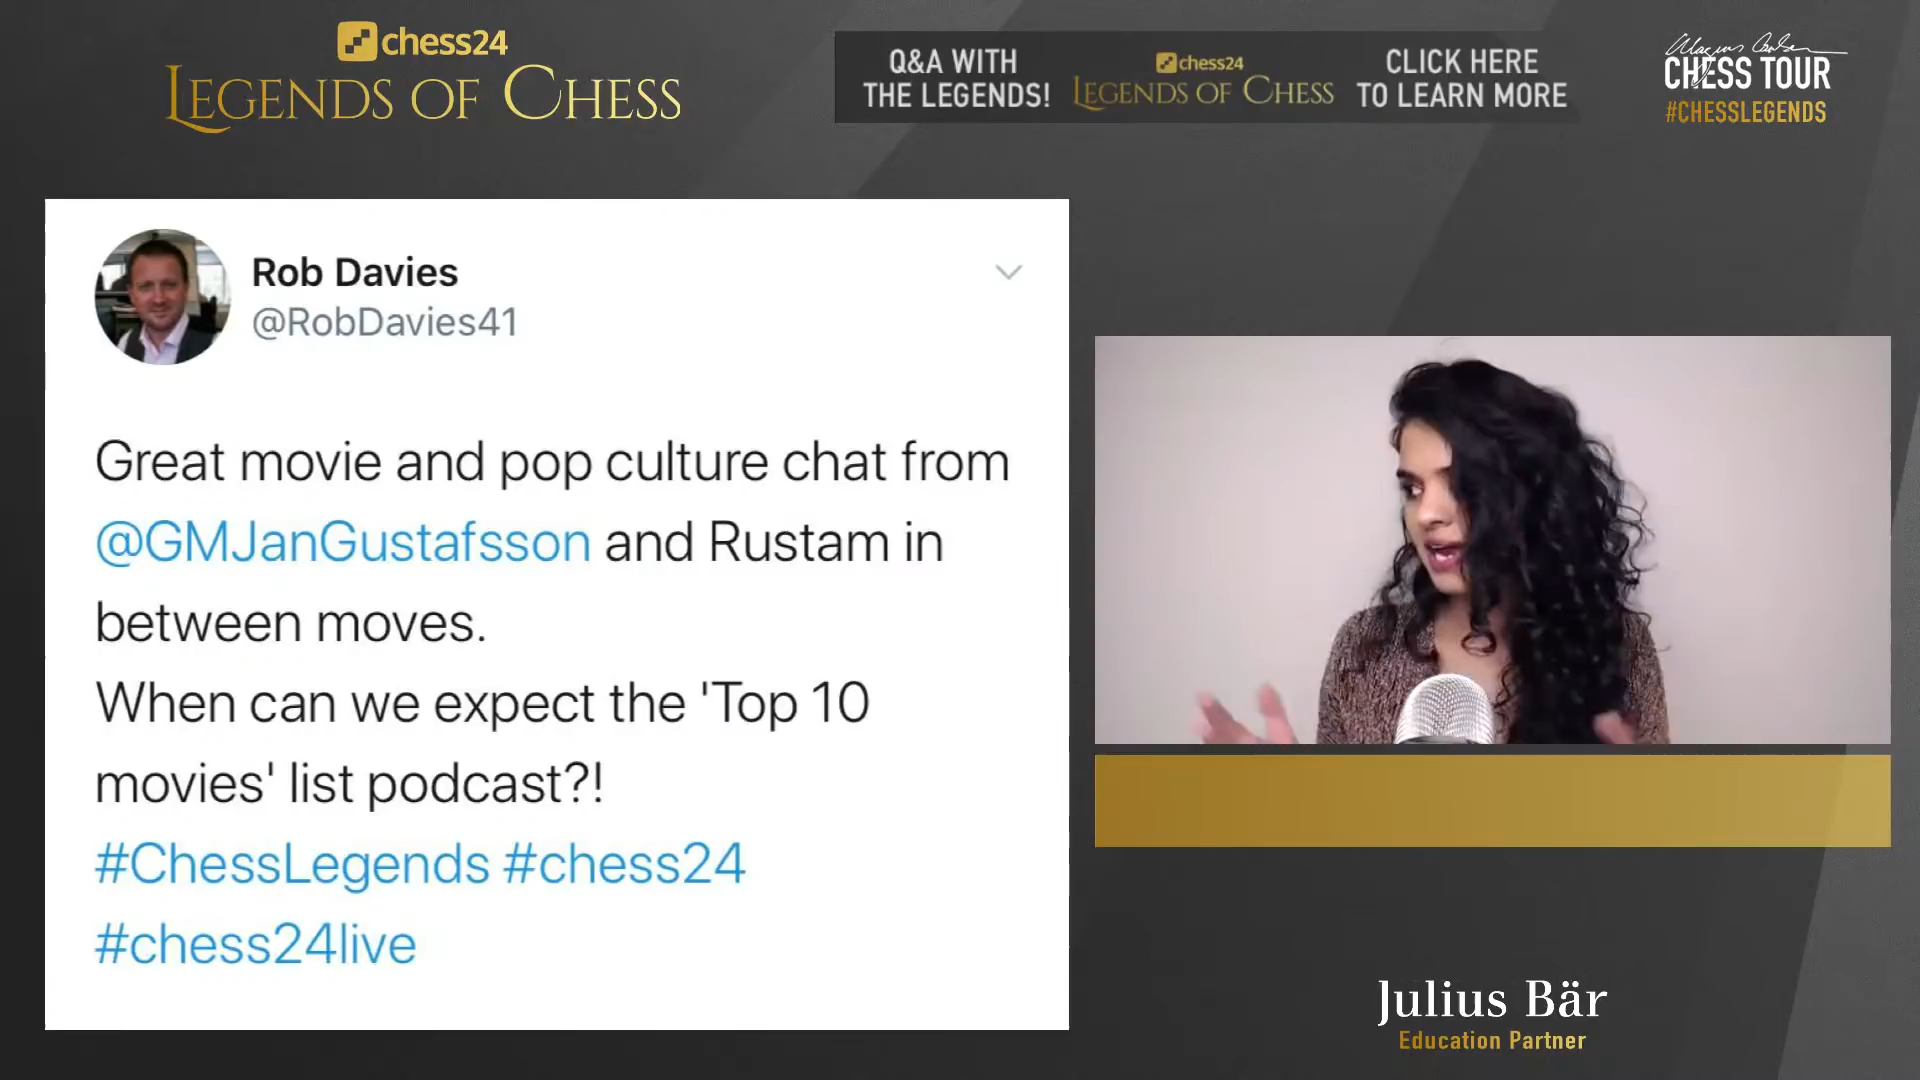 chess24
LEGENDS OF CHESS
Q&A WITH
THE LEGENDS!
chess24
LEGENDS OF CHESS
CLICK HERE
TO LEARN MORE
Magnus Carlsen
CHESS TOUR
#CHESSLEGENDS
Rob Davies
@RobDavies41
Great movie and pop culture chat from
@GMJanGustafsson and Rustam in
between moves.
When can we expect the 'Top 10
movies' list podcast?!
#ChessLegends #chess24
#chess24live
Julius Bär
Education Partner